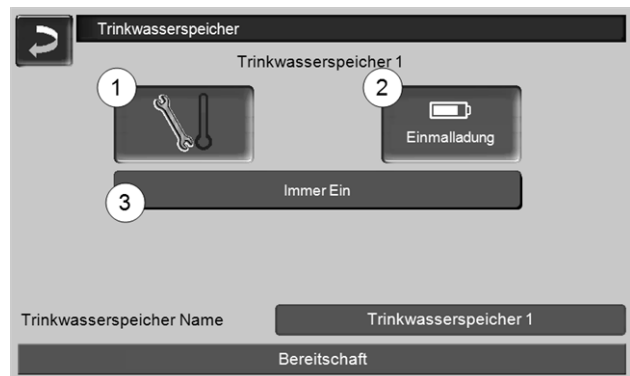 Trinkwasserspeicher
Trinkwasserspeicher 1
1
2
Einmalladung
Immer Ein
3
Trinkwasserspeicher Name
Trinkwasserspeicher 1
Bereitschaft